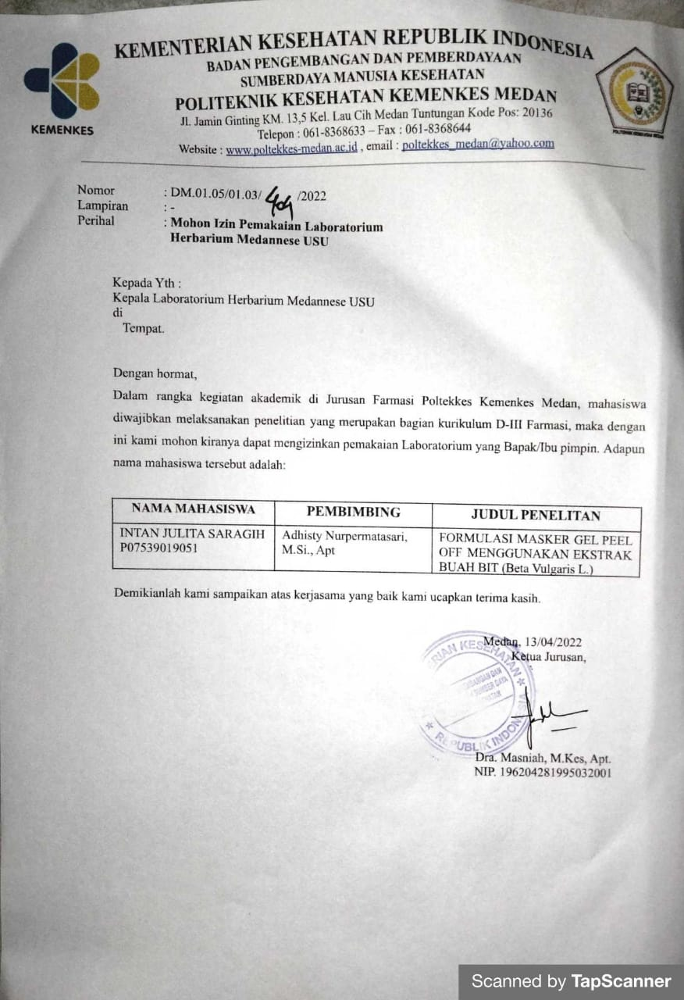 KEMENTERIAN KESEHATAN REPUBLIK INDONESIA
BADAN PENGEMBANGAN DAN PEMBERDAYAAN
SUMBERDAYA MANUSIA KESEHATAN
POLITEKNIK KESEHATAN KEMENKES MEDAN
Jl. Jamin Ginting KM. 13,5 Kel. Lau Cih Medan Tuntungan Kode Pos: 20136
Telepon : 061-8368633 – Fax : 061-8368644
Website : www.poltekkes-medan.ac.id , email : poltekkes_medan@yahoo.com
KEMENKES
POLITEKNIK KESEHATAN MEDAN
Nomor : DM.01.05/01.03/ /2022
Lampiran : -
Perihal : Mohon Izin Pemakaian Laboratorium
Herbarium Medannese USU
Kepada Yth :
Kepala Laboratorium Herbarium Medannese USU
di
Tempat.
Dengan hormat,
Dalam rangka kegiatan akademik di Jurusan Farmasi Poltekkes Kemenkes Medan, mahasiswa
diwajibkan melaksanakan penelitian yang merupakan bagian kurikulum D-III Farmasi, maka dengan
ini kami mohon kiranya dapat mengizinkan pemakaian Laboratorium yang Bapak/Ibu pimpin. Adapun
nama mahasiswa tersebut adalah:
NAMA MAHASISWA PEMBIMBING JUDUL PENELITAN
INTAN JULITA SARAGIH Adhisty Nurpermatasari, FORMULASI MASKER GEL PEEL
P07539019051 M.Si., Apt OFF MENGGUNAKAN EKSTRAK
BUAH BIT (Beta Vulgaris L.)
Demikianlah kami sampaikan atas kerjasama yang baik kami ucapkan terima kasih.
Medan, 13/04/2022
Ketua Jurusan,
KESEHATAN
SUMBER DAYA
REPUBLIK INDONESIA
Dra. Masniah, M.Kes, Apt.
NIP. 196204281995032001
Scanned by TapScanner